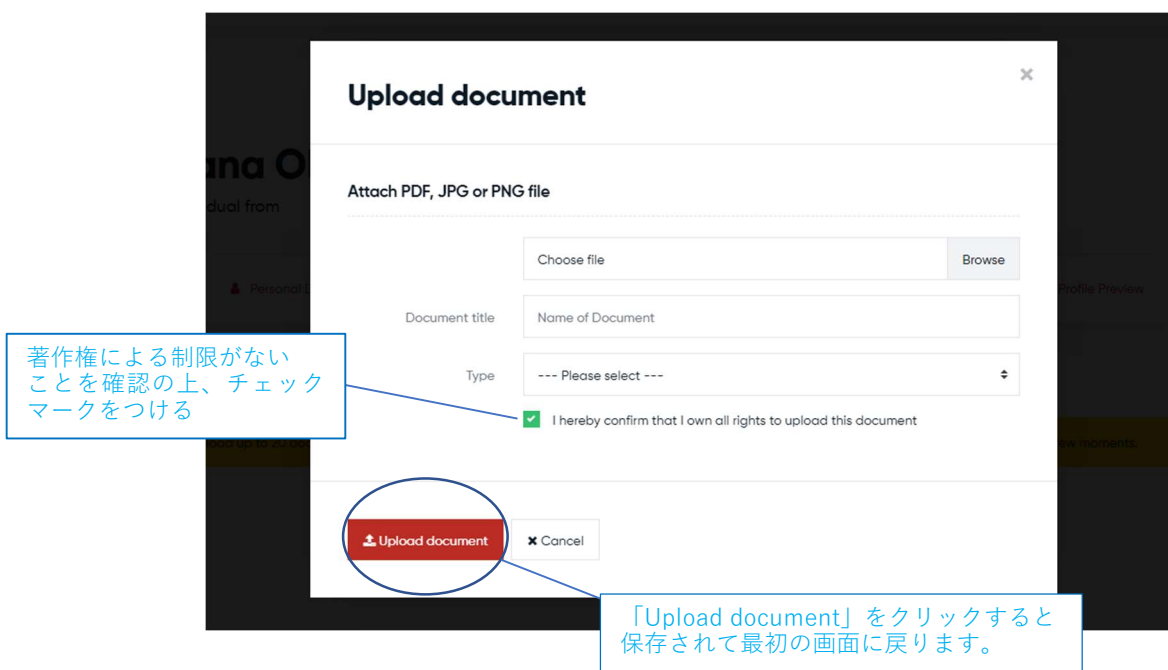 Upload document
×
Attach PDF, JPG or PNG file
Choose file
Browse
Document title
Name of Document
Type
--- Please select ---
I hereby confirm that I own all rights to upload this document
Upload document
Cancel
ana O
dual from
Personal D
Profile Preview
ew moments.
著作権による制限がない
ことを確認の上、チェック
マークをつける
「Upload document」をクリックすると
保存されて最初の画面に戻ります。